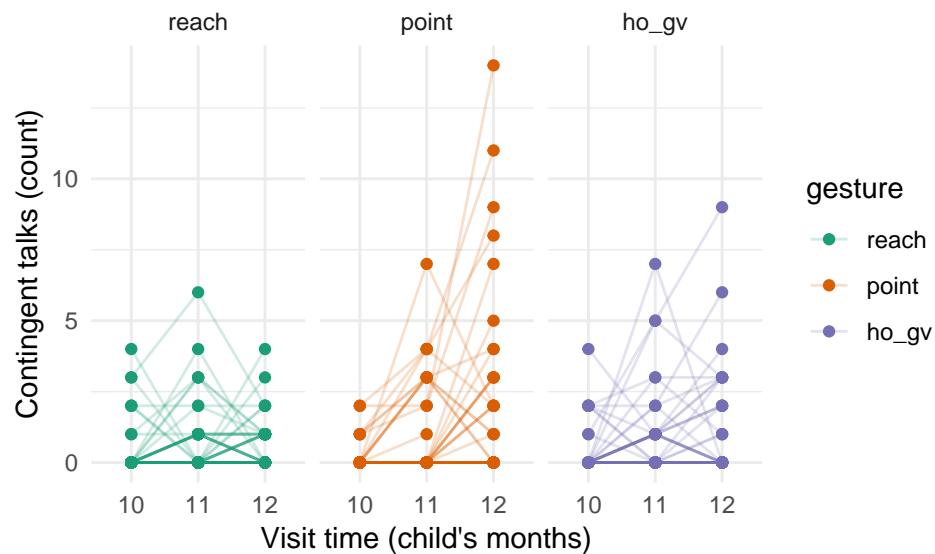 reach point ho_gv
Contingent talks (count)
10
5
0
10 11 12 10 11 12 10 11 12
Visit time (child's months)
gesture
reach
point
ho_gv